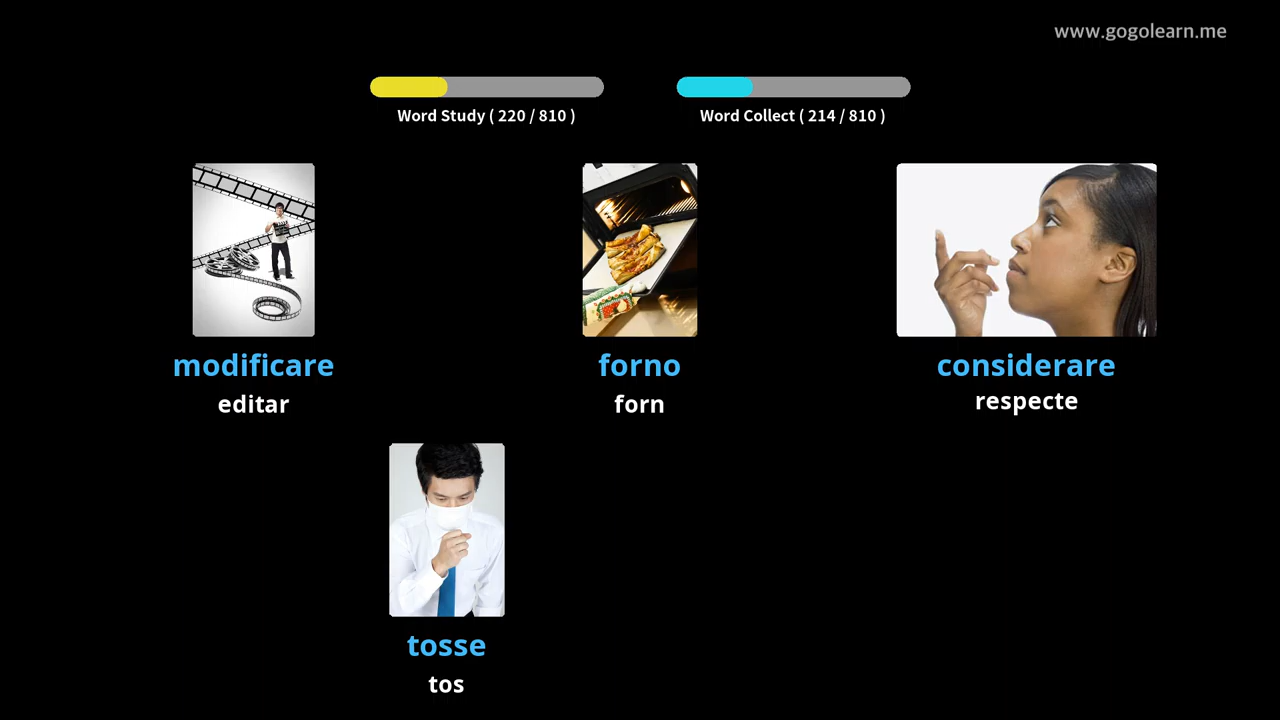 www.gogolearn.me
Word Study ( 220 / 810 )
Word Collect ( 214 / 810 )
modificare
editar
forno
forn
considerare
respecte
tosse
tos